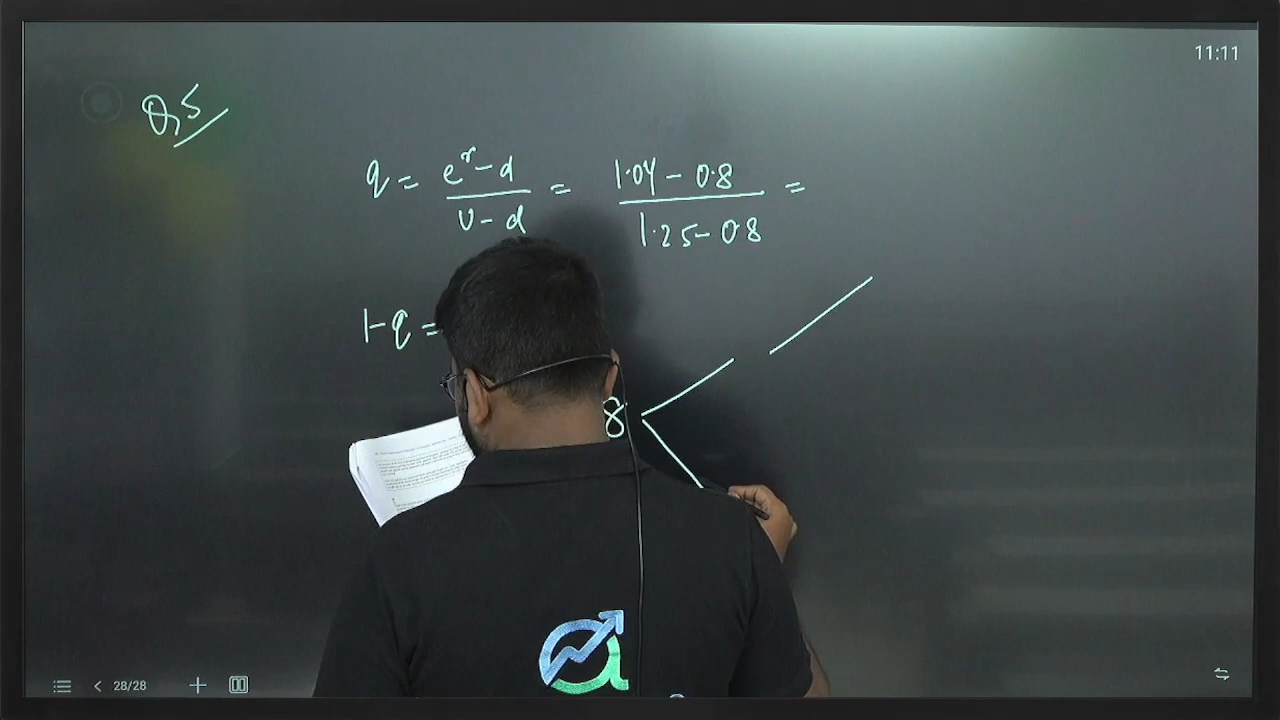 11:11
Q,5
q = e^r - d / u - d = 1.04 - 0.8 / 1.25 - 0.8 =
1 - q =
8
28/28